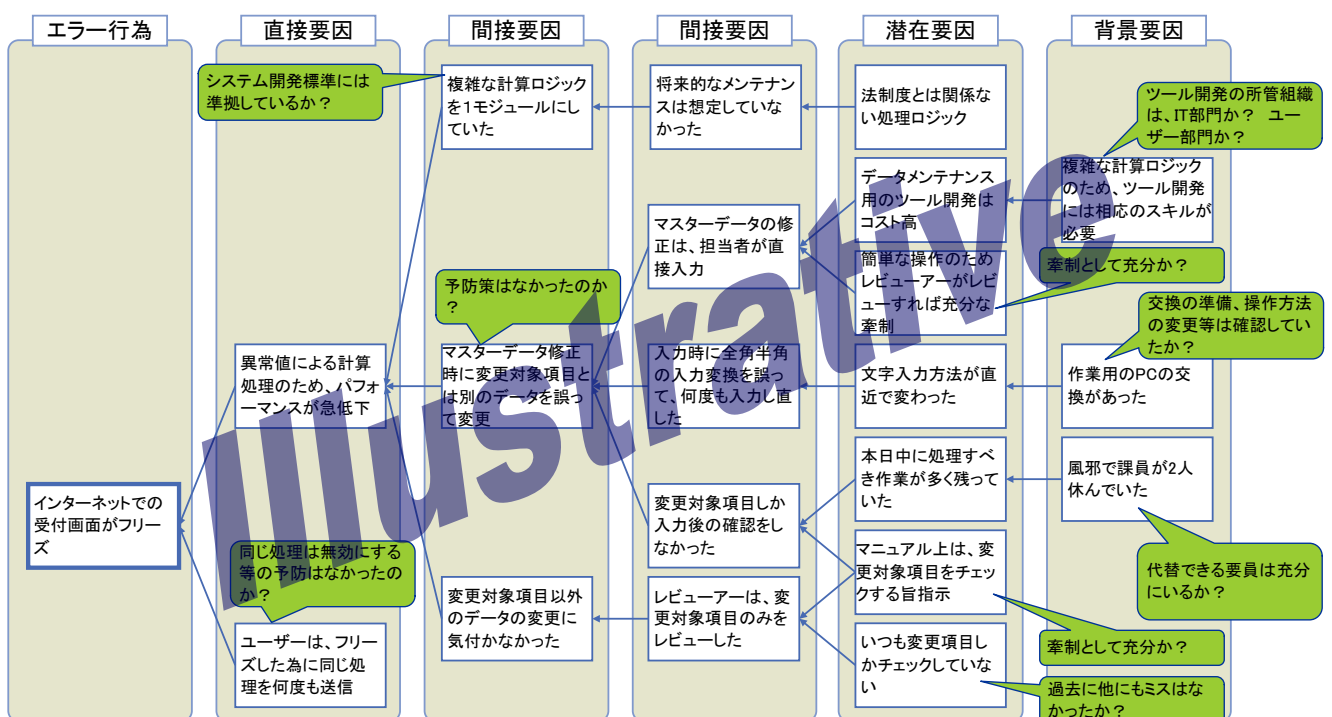 エラー行為
直接要因
間接要因
間接要因
潜在要因
背景要因
システム開発標準には
準拠しているか？
複雑な計算ロジック
を1モジュールにし
ていた
将来的なメンテナン
スは想定していな
かった
法制度とは関係な
い処理ロジック
ツール開発の所管組織
は、IT部門か？　ユー
ザー部門か？
データメンテナンス
用のツール開発は
コスト高
複雑な計算ロジック
のため、ツール開発
には相応のスキルが
必要
マスターデータの修
正は、担当者が直
接入力
簡単な操作のため
レビューアーがレビ
ューすれば充分な
牽制
牽制として充分か？
予防策はなかったのか
？
交換の準備、操作方法
の変更等は確認してい
たか？
異常値による計算
処理のため、パフォ
ーマンスが急低下
マスターデータ修正
時に変更対象項目と
は別のデータを誤っ
て変更
入力時に全角半角
の入力変換を誤っ
て、何度も入力し直
した
文字入力方法が直
近で変わった
作業用のPCの交
換があった
本日中に処理すべ
き作業が多く残って
いた
風邪で課員が2人
休んでいた
インターネットでの
受付画面がフリー
ズ
変更対象項目しか
入力後の確認をし
なかった
同じ処理は無効にする
等の予防はなかったの
か？
マニュアル上は、変
更対象項目をチェッ
クする旨指示
代替できる要員は充分
にいるか？
変更対象項目以外
のデータの変更に
気付かなかった
レビューアーは、変
更対象項目のみを
レビューした
ユーザーは、フリー
ズした為に同じ処
理を何度も送信
いつも変更項目し
かチェックしていな
い
牽制として充分か？
過去に他にもミスはな
かったか？
Illustrative